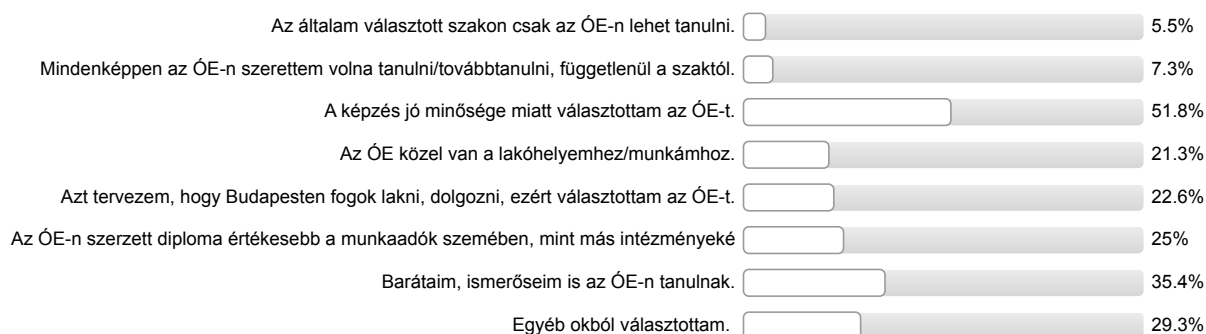 Az általam választott szakon csak az ÓE-n lehet tanulni. 5.5%
Mindenképpen az ÓE-n szerettem volna tanulni/továbbtanulni, függetlenül a szaktól. 7.3%
A képzés jó minősége miatt választottam az ÓE-t. 51.8%
Az ÓE közel van a lakóhelyemhez/munkámhoz. 21.3%
Azt tervezem, hogy Budapesten fogok lakni, dolgozni, ezért választottam az ÓE-t. 22.6%
Az ÓE-n szerzett diploma értékesebb a munkaadók szemében, mint más intézményeké 25%
Barátaim, ismerőseim is az ÓE-n tanulnak. 35.4%
Egyéb okból választottam. 29.3%